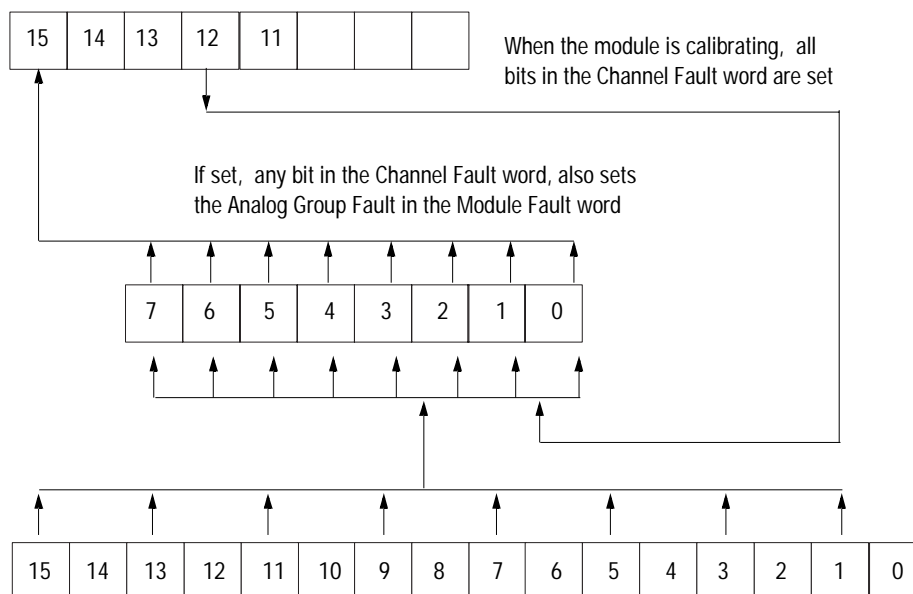 15 14 13 12 11
When the module is calibrating, all
bits in the Channel Fault word are set
If set, any bit in the Channel Fault word, also sets
the Analog Group Fault in the Module Fault word
7 6 5 4 3 2 1 0
15 14 13 12 11 10 9 8 7 6 5 4 3 2 1 0